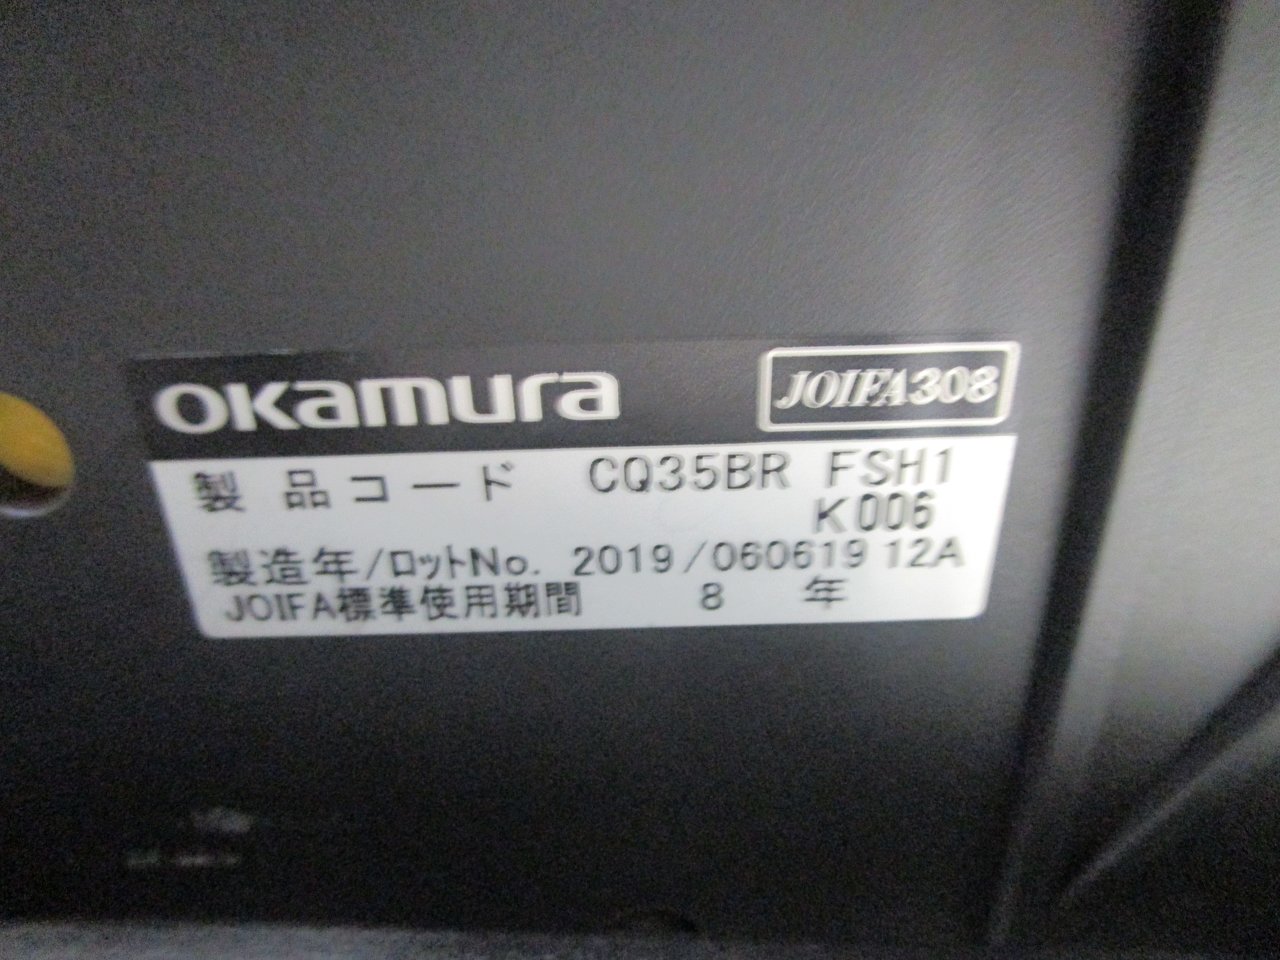 okamura JOIFA308
製品コード CQ35BR FSH1
K006
製造年/ロットNo. 2019/060619 12A
JOIFA標準使用期間 8 年